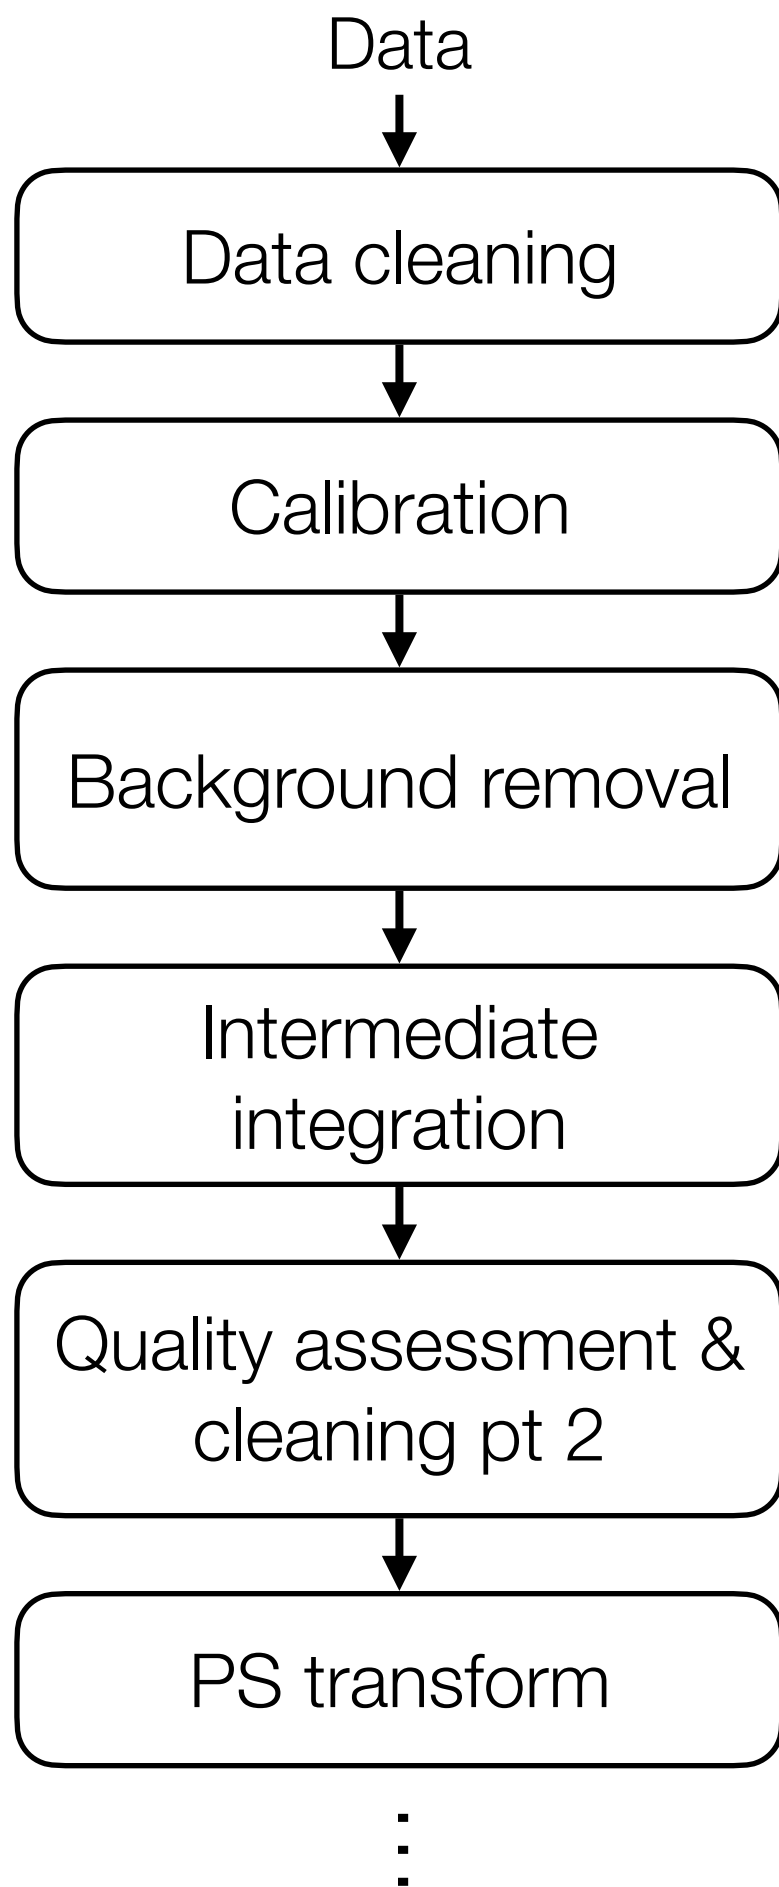 Data
Data cleaning
Calibration
Background removal
Intermediate
integration
Quality assessment &
cleaning pt 2
PS transform